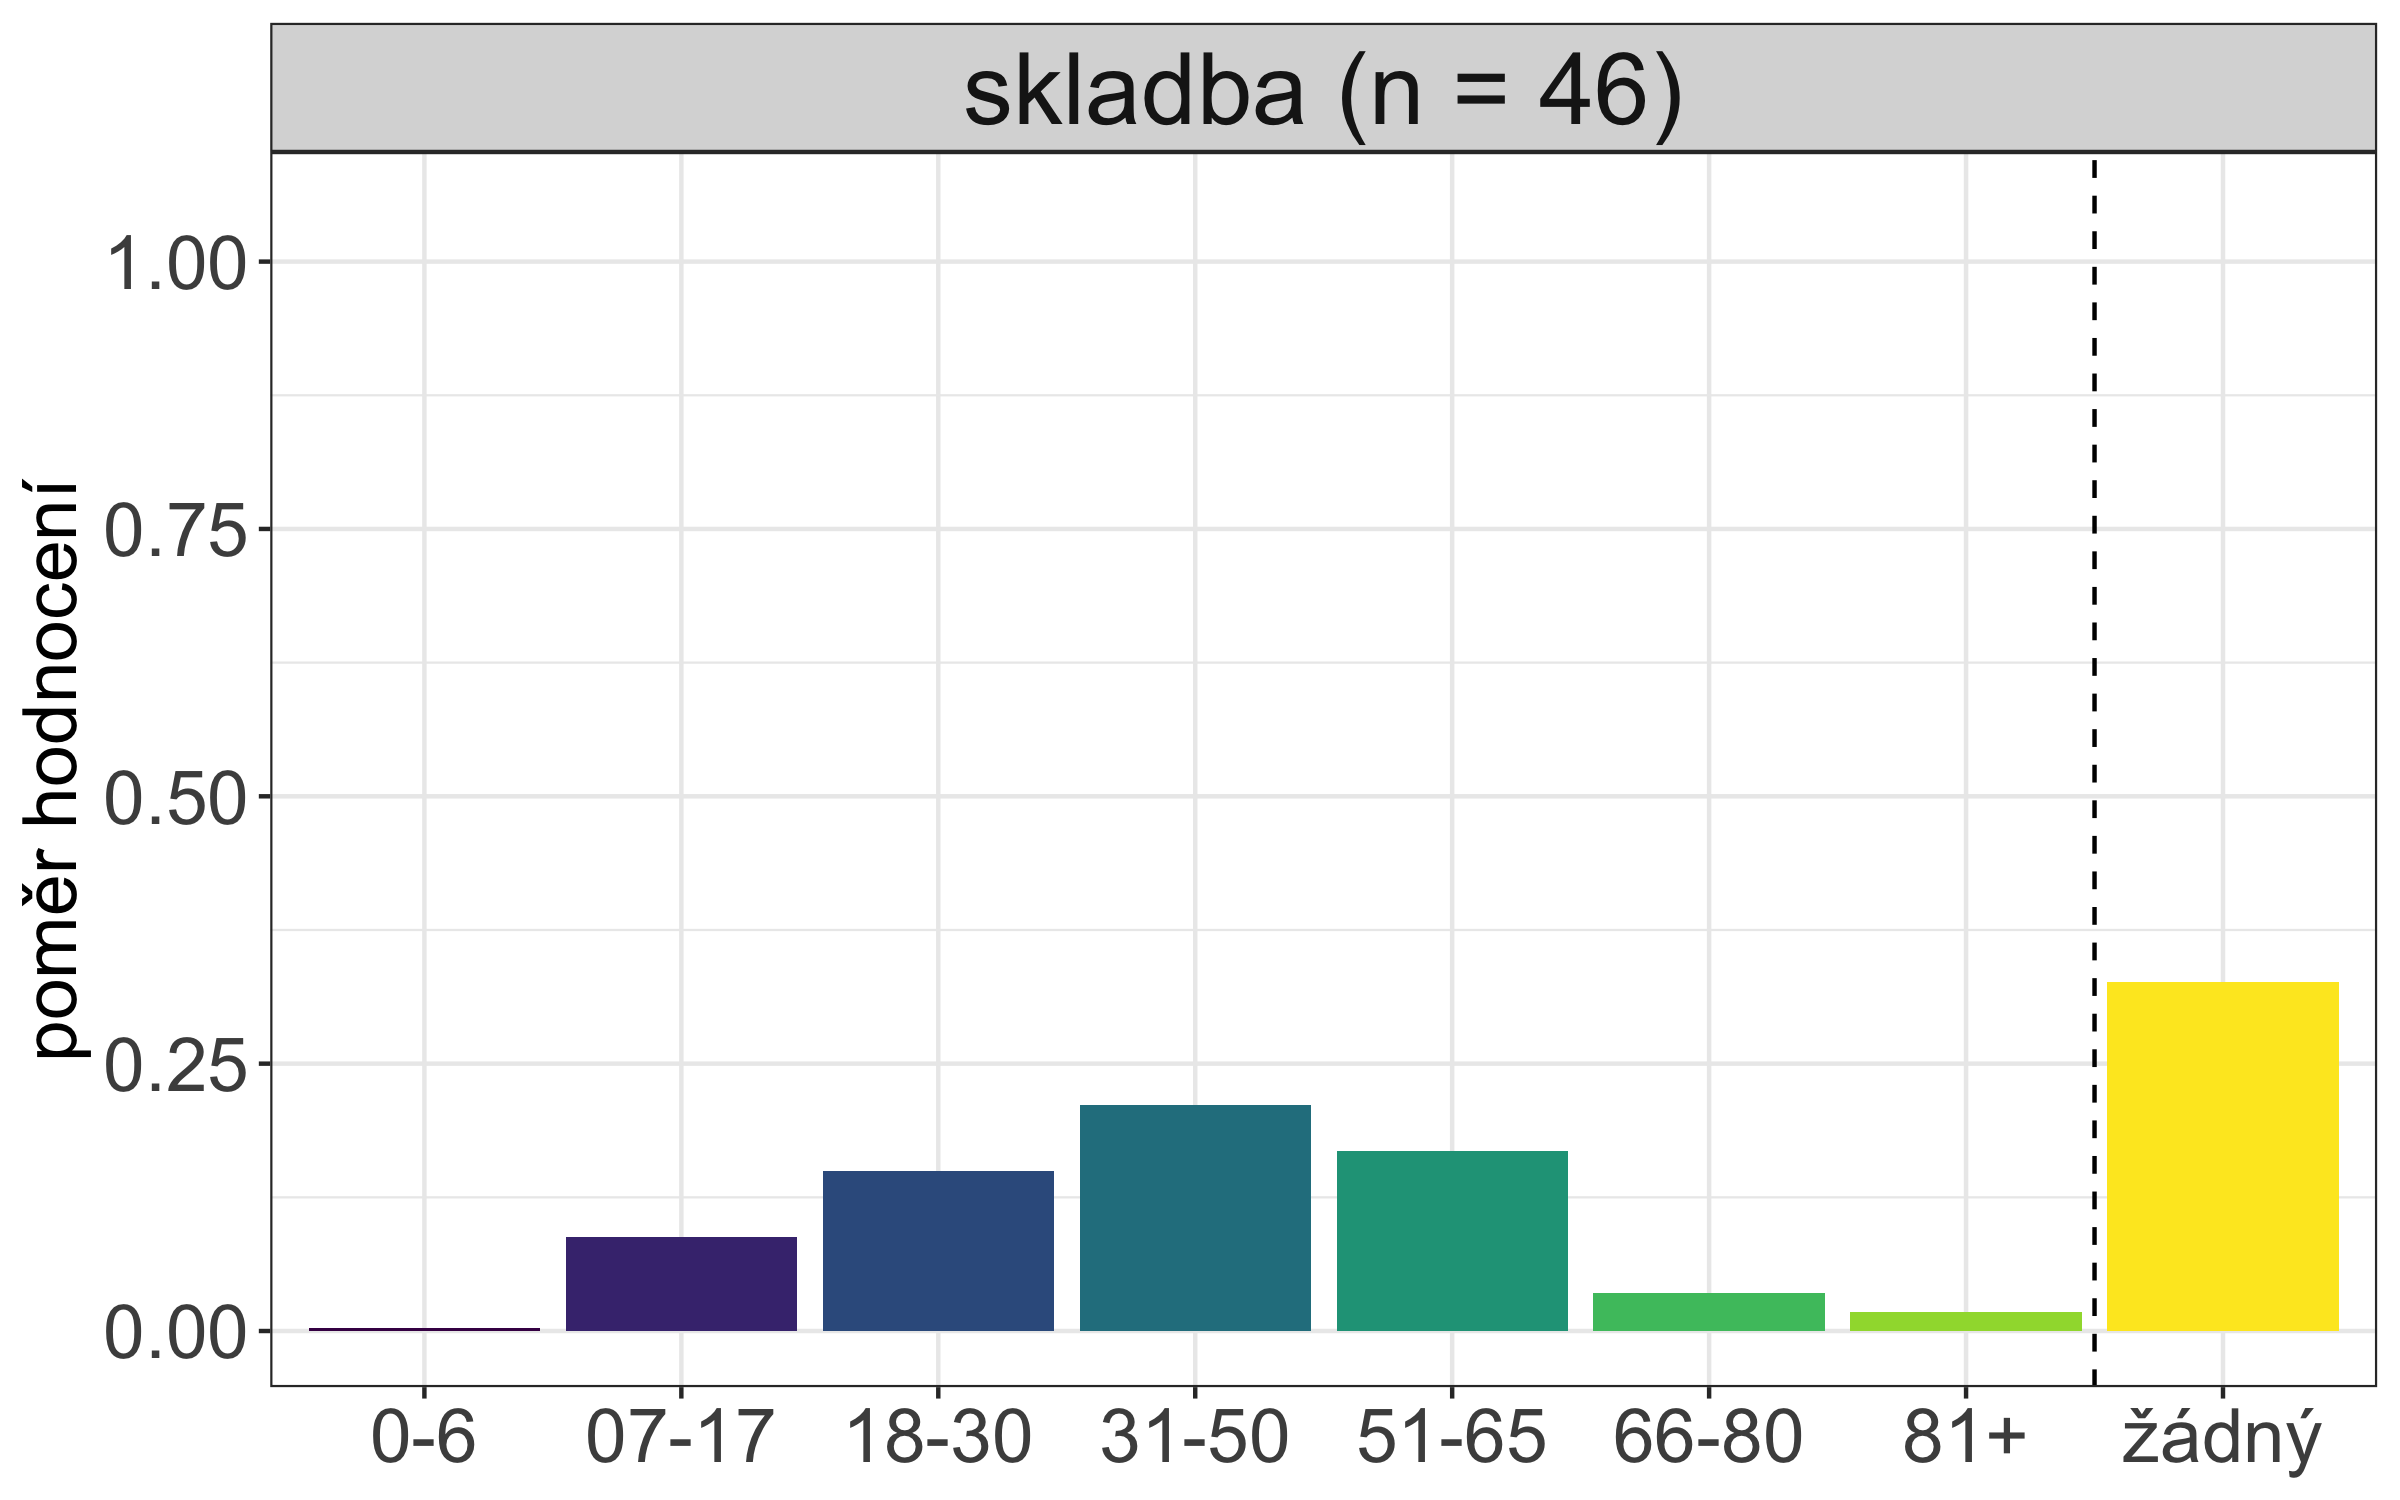 skladba (n = 46)
poměr hodnocení
1.00
0.75
0.50
0.25
0.00
0-6 07-17 18-30 31-50 51-65 66-80 81+ žádný